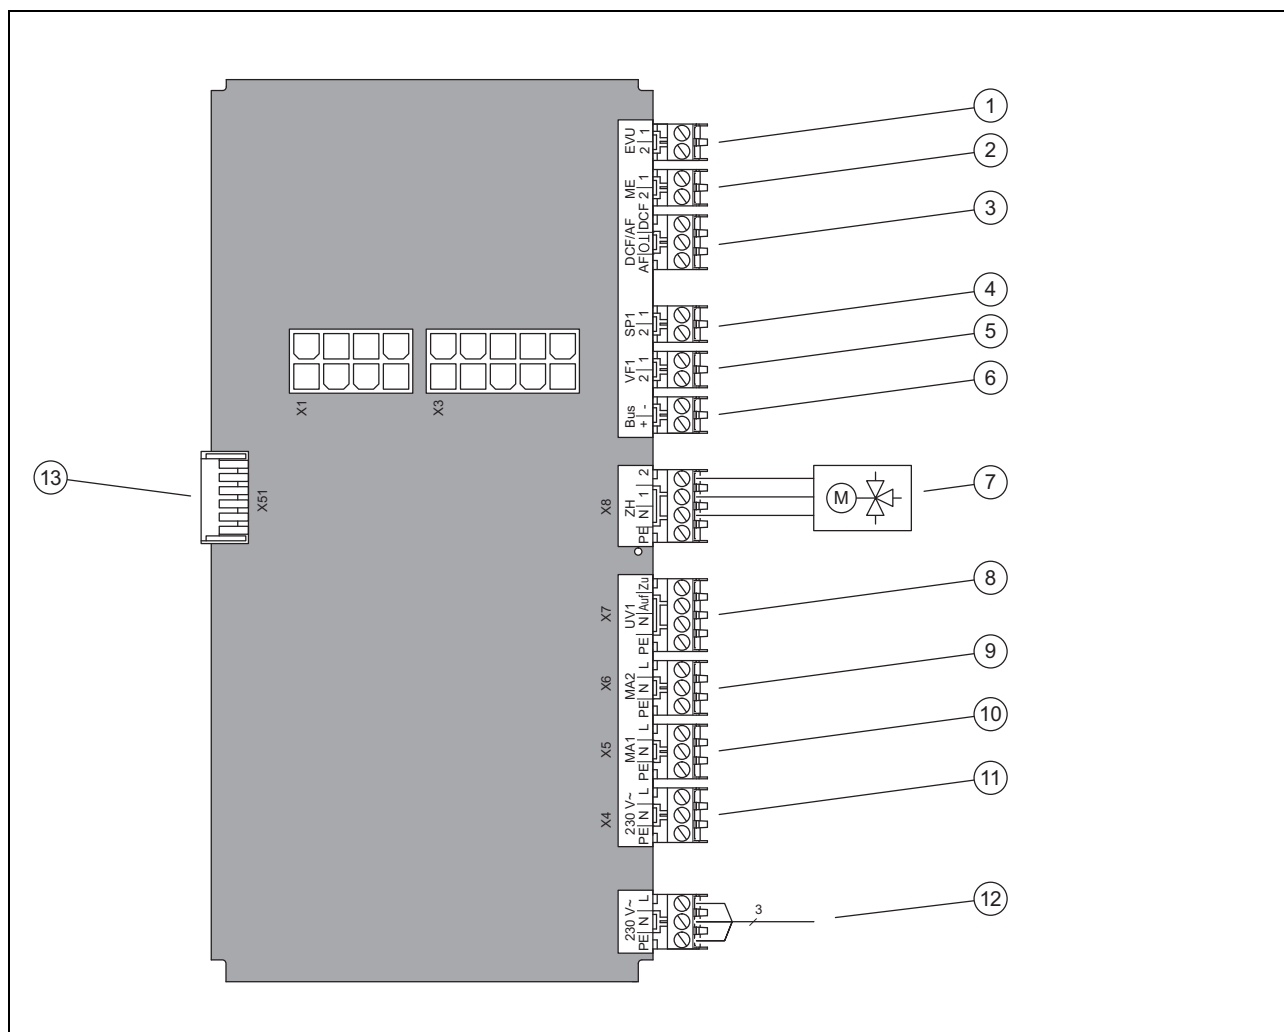 1
2
3
4
5
6
7
8
9
10
11
12
13
EVU
2 | 1
ME
2 | 1
DCF/AF
AF | OT | DCF
SP1
2 | 1
VF1
2 | 1
Bus
+ | -
X1
X3
X51
X8
ZH
PE | N | 1 | 2
M
X7
UV1
PE | N | Auf | Zu
X6
MA2
PE | N | L
X5
MA1
PE | N | L
X4
230 V~
PE | N | L
230 V~
PE | N | L
3